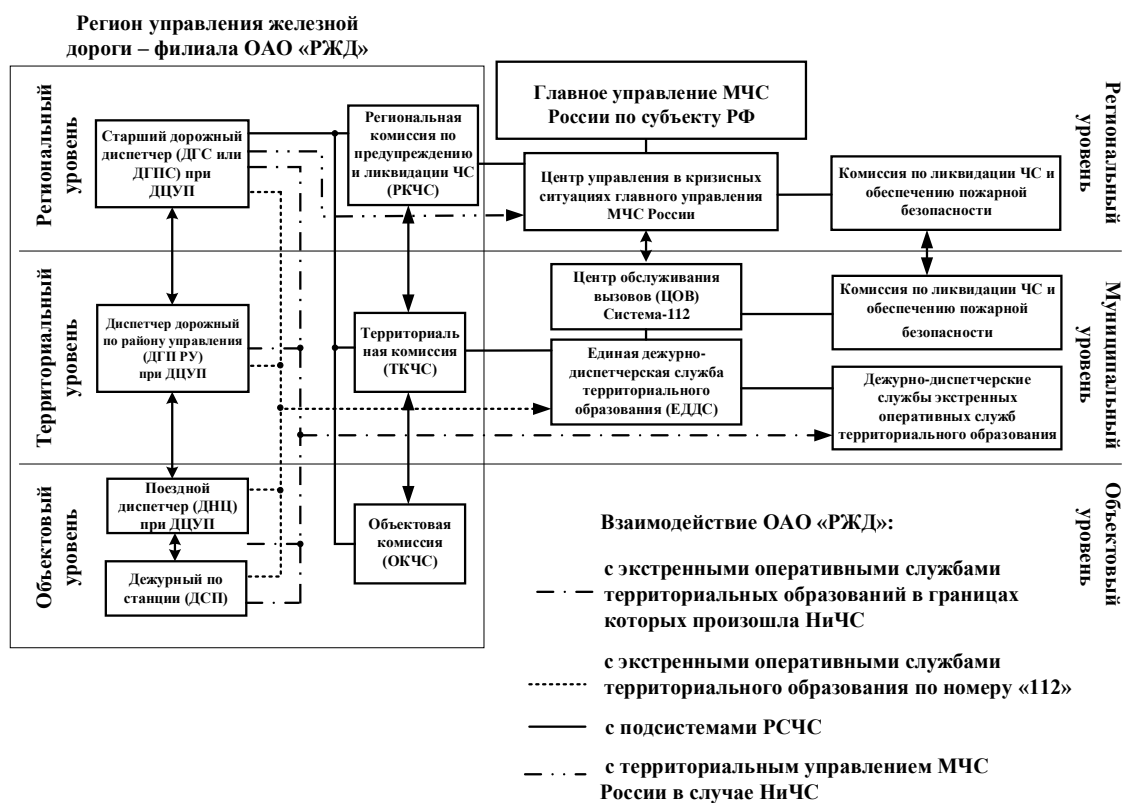 Регион управления железной
дороги – филиала ОАО «РЖД»
Региональный
уровень
Старший дорожный
диспетчер (ДГС или
ДГПС) при
ДЦУП
Региональная
комиссия по
предупреждению
и ликвидации ЧС
(РКЧС)
Главное управление МЧС
России по субъекту РФ
Центр управления в кризисных
ситуациях главного управления
МЧС России
Комиссия по ликвидации ЧС и
обеспечению пожарной
безопасности
Региональный
уровень
Территориальный
уровень
Диспетчер дорожный
по району управления
(ДГП РУ)
при ДЦУП
Территориаль
ная комиссия
(ТКЧС)
Центр обслуживания
вызовов (ЦОВ)
Система-112
Единая дежурно-
диспетчерская служба
территориального
образования (ЕДДС)
Комиссия по ликвидации ЧС и
обеспечению пожарной
безопасности
Дежурно-диспетчерские
службы экстренных
оперативных служб
территориального образования
Муниципальный
уровень
Объектовый
уровень
Поездной
диспетчер (ДНЦ)
при ДЦУП
Дежурный по
станции (ДСП)
Объектовая
комиссия
(ОКЧС)
Объектовый
уровень
Взаимодействие ОАО «РЖД»:
с экстренными оперативными службами
территориальных образований в границах
которых произошла НиЧС
с экстренными оперативными службами
территориального образования по номеру «112»
с подсистемами РСЧС
с территориальным управлением МЧС
России в случае НиЧС